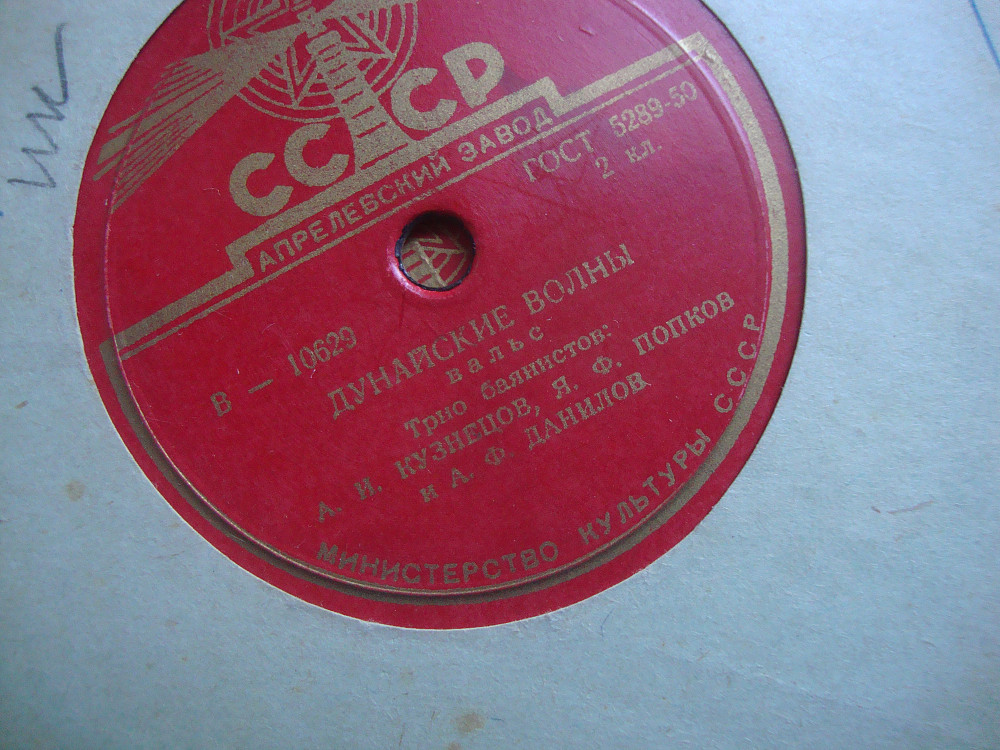 СССР
АПРЕЛЕВСКИЙ ЗАВОД
ГОСТ 5289-50
2 кл.
В — 10629
ДУНАЙСКИЕ ВОЛНЫ
вальс
Трио баянистов:
А. И. КУЗНЕЦОВ, Я. Ф. ПОПКОВ
и А. Ф. ДАНИЛОВ
МИНИСТЕРСТВО КУЛЬТУРЫ СССР